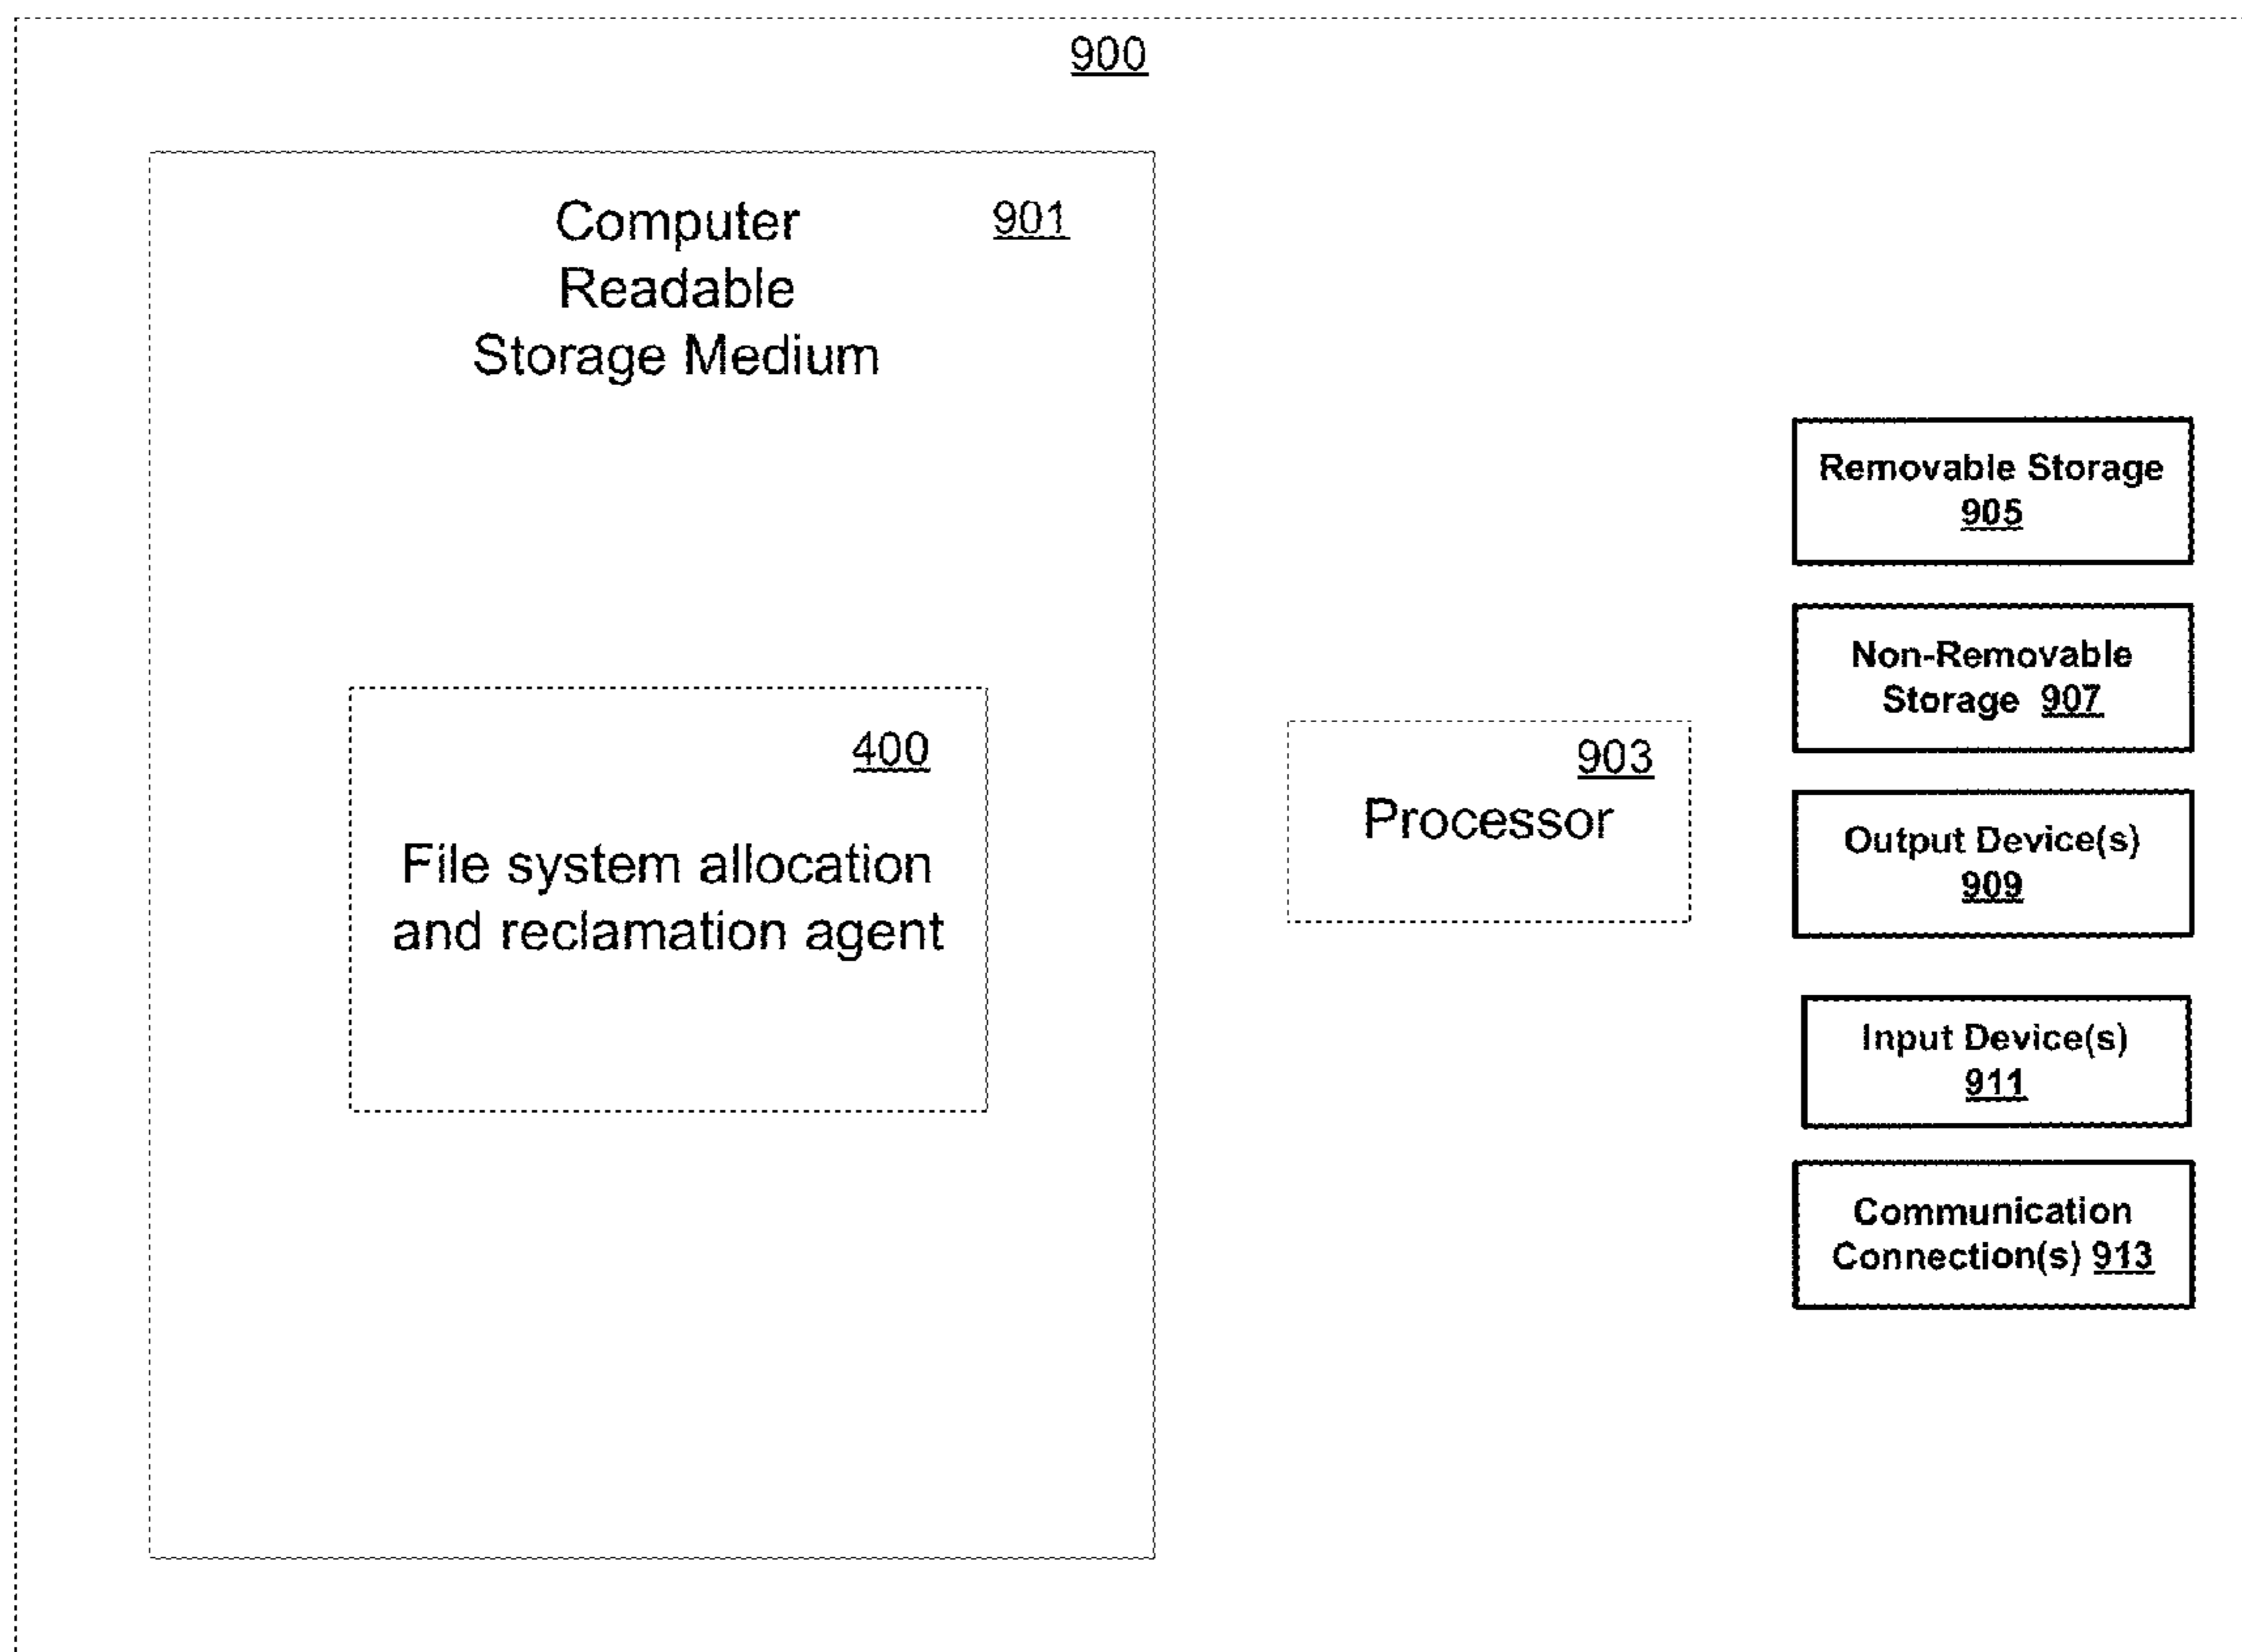 900
Computer 901
Readable
Storage Medium
400
File system allocation
and reclamation agent
903
Processor
Removable Storage
905
Non-Removable
Storage 907
Output Device(s)
909
Input Device(s)
911
Communication
Connection(s) 913